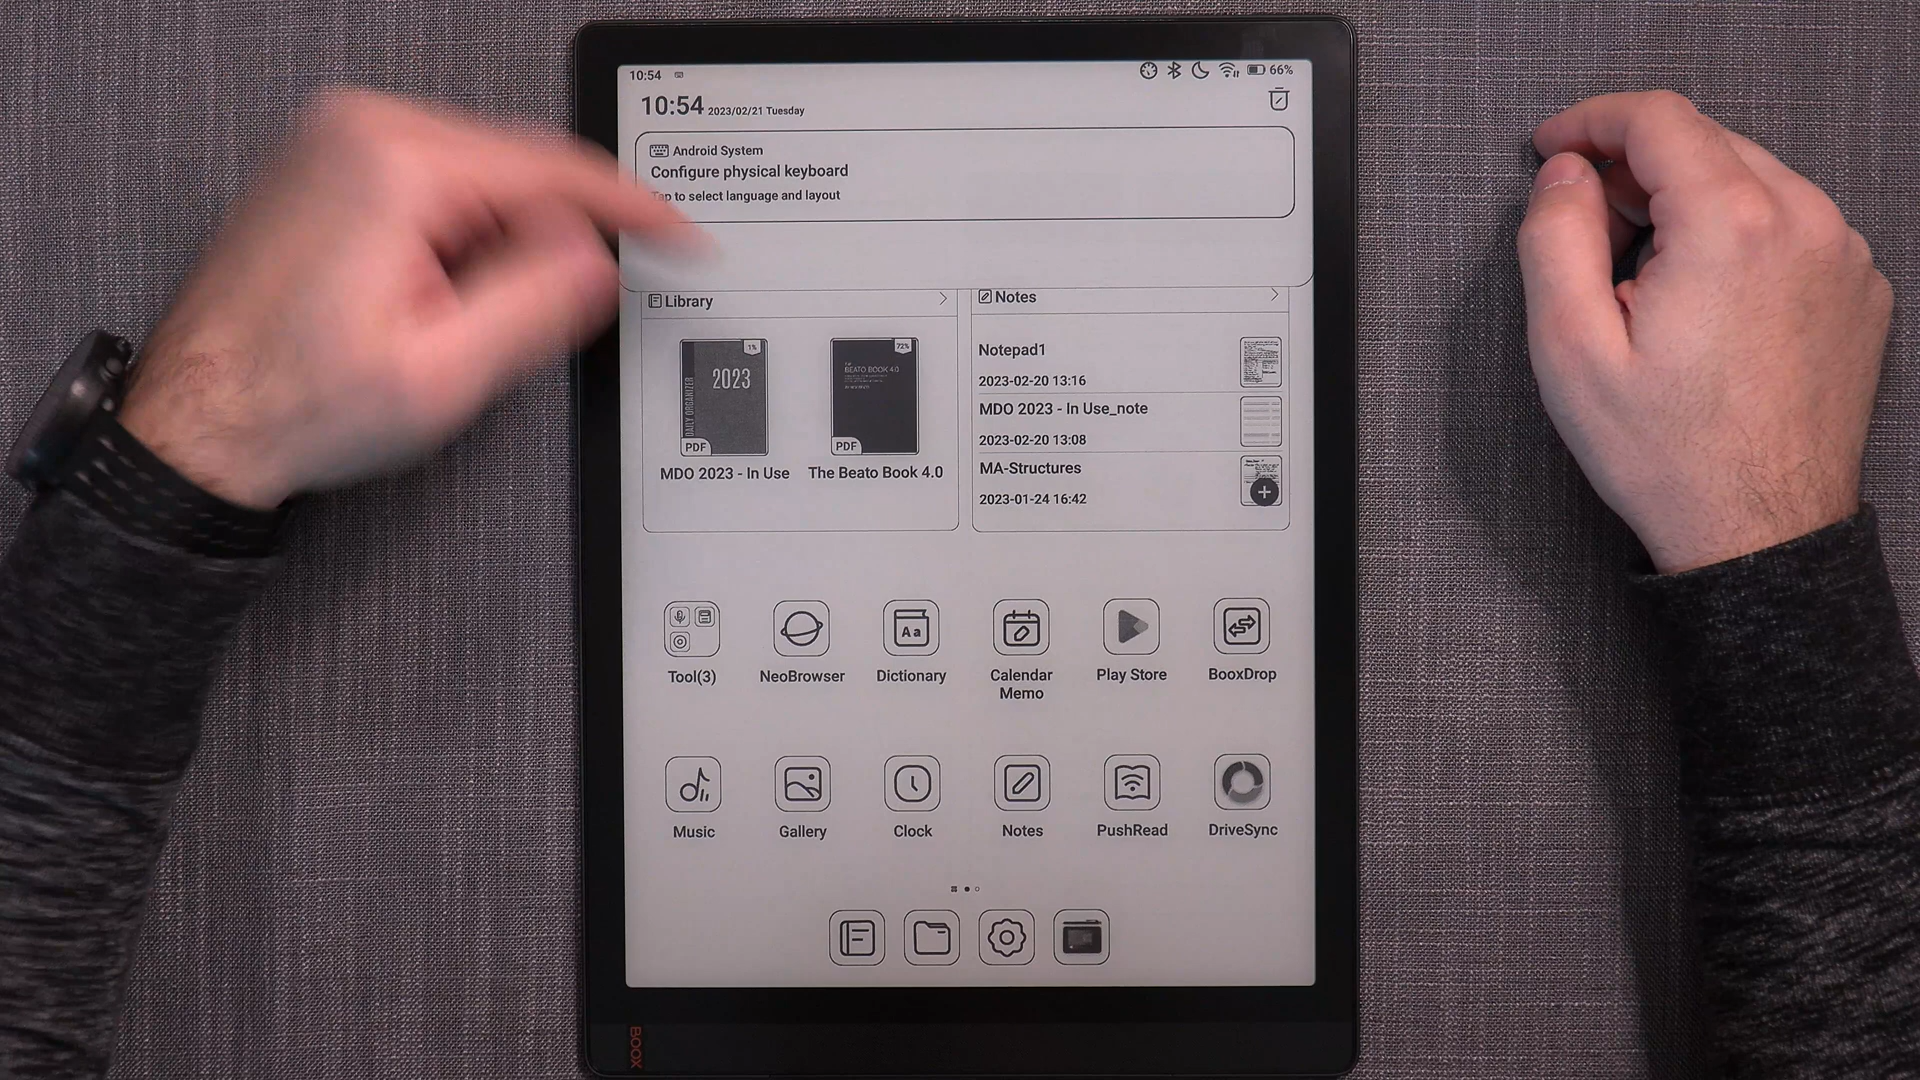 10:54
66%
10:54 2023/02/21 Tuesday
Android System
Configure physical keyboard
Tap to select language and layout
Library
Notes
1%
2023
DAILY ORGANIZER
PDF
MDO 2023 - In Use
72%
BEATO BOOK 4.0
PDF
The Beato Book 4.0
Notepad1
2023-02-20 13:16
MDO 2023 - In Use_note
2023-02-20 13:08
MA-Structures
2023-01-24 16:42
Tool(3)
NeoBrowser
Aa
Dictionary
Calendar
Memo
Play Store
BooxDrop
Music
Gallery
Clock
Notes
PushRead
DriveSync
BOOX